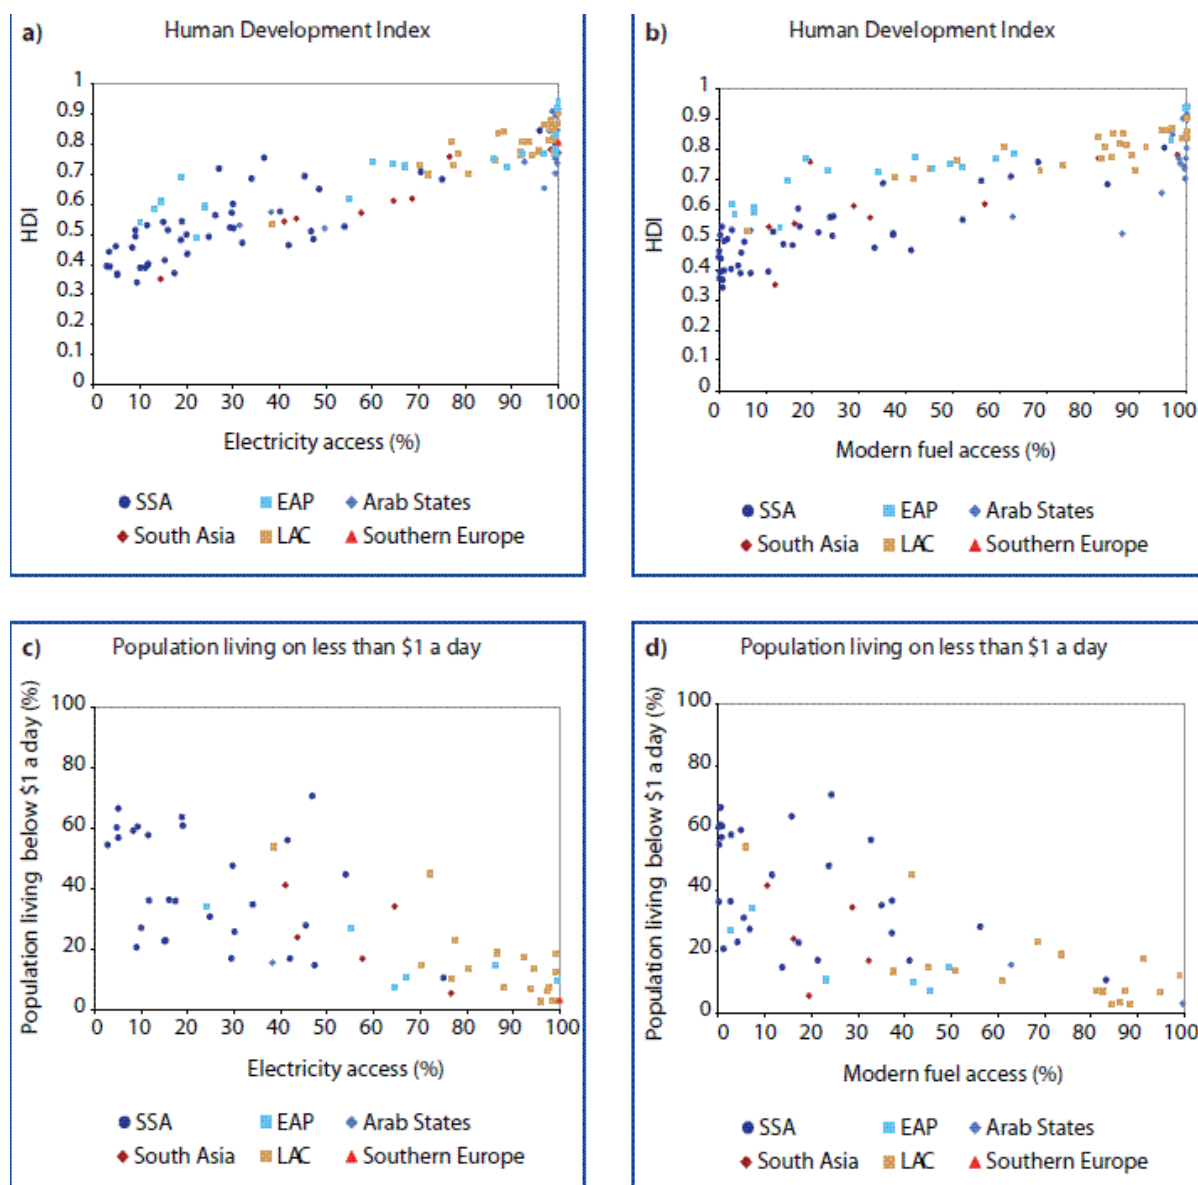 a) Human Development Index
HDI
1
0.9
0.8
0.7
0.6
0.5
0.4
0.3
0.2
0.1
0
0 10 20 30 40 50 60 70 80 90 100
Electricity access (%)
SSA EAP Arab States
South Asia LAC Southern Europe
b) Human Development Index
HDI
1
0.9
0.8
0.7
0.6
0.5
0.4
0.3
0.2
0.1
0
0 10 20 30 40 50 60 70 80 90 100
Modern fuel access (%)
SSA EAP Arab States
South Asia LAC Southern Europe
c) Population living on less than $1 a day
Population living below $1 a day (%)
100
80
60
40
20
0
0 10 20 30 40 50 60 70 80 90 100
Electricity access (%)
SSA EAP Arab States
South Asia LAC Southern Europe
d) Population living on less than $1 a day
Population living below $1 a day (%)
100
80
60
40
20
0
0 10 20 30 40 50 60 70 80 90 100
Modern fuel access (%)
SSA EAP Arab States
South Asia LAC Southern Europe